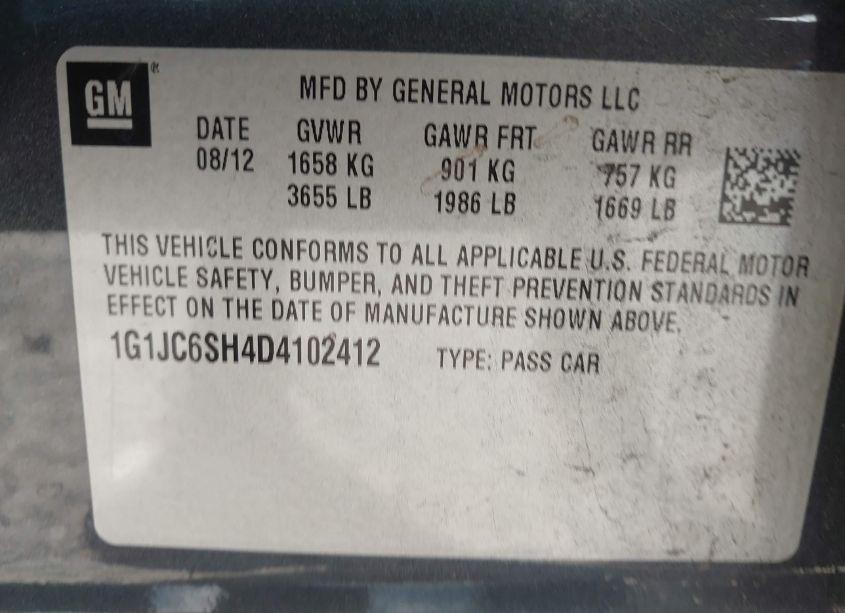 GM
MFD BY GENERAL MOTORS LLC
DATE GVWR GAWR FRT GAWR RR
08/12 1658 KG 901 KG 757 KG
3655 LB 1986 LB 1669 LB
THIS VEHICLE CONFORMS TO ALL APPLICABLE U.S. FEDERAL MOTOR
VEHICLE SAFETY, BUMPER, AND THEFT PREVENTION STANDARDS IN
EFFECT ON THE DATE OF MANUFACTURE SHOWN ABOVE.
1G1JC6SH4D4102412 TYPE: PASS CAR